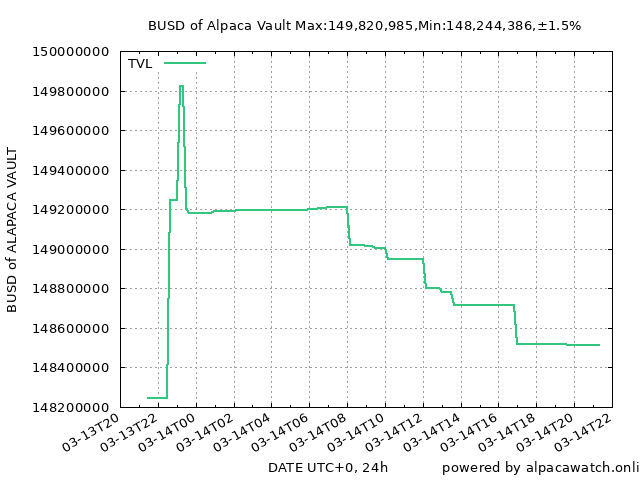 BUSD of Alpaca Vault Max:149,820,985,Min:148,244,386,±1.5%
TVL
150000000
149800000
149600000
149400000
149200000
149000000
148800000
148600000
148400000
148200000
BUSD of ALAPACA VAULT
03-13T20
03-13T22
03-14T00
03-14T02
03-14T04
03-14T06
03-14T08
03-14T10
03-14T12
03-14T14
03-14T16
03-14T18
03-14T20
03-14T22
DATE UTC+0, 24h
powered by alpacawatch.onli